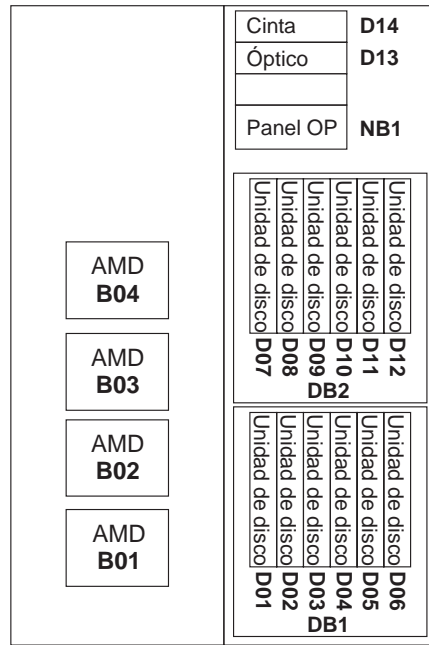 Cinta D14
Óptico D13
Panel OP NB1
AMD
B04
AMD
B03
AMD
B02
AMD
B01
Unidad de disco D07
Unidad de disco D08
Unidad de disco D09
Unidad de disco D10
Unidad de disco D11
Unidad de disco D12
DB2
Unidad de disco D01
Unidad de disco D02
Unidad de disco D03
Unidad de disco D04
Unidad de disco D05
Unidad de disco D06
DB1